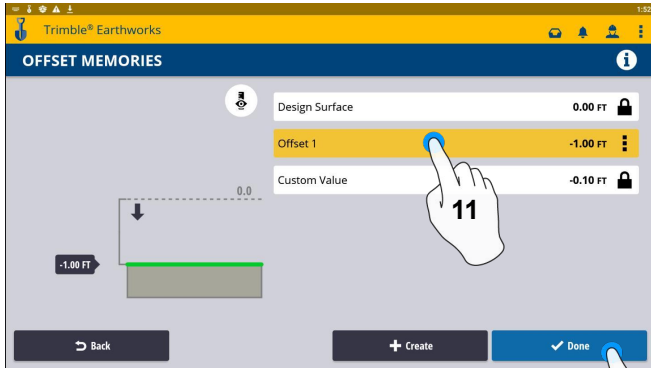 1:52
Trimble® Earthworks
OFFSET MEMORIES
Design Surface 0.00 FT
Offset 1 -1.00 FT
Custom Value -0.10 FT
0.0
11
-1.00 FT
Back
Create
Done